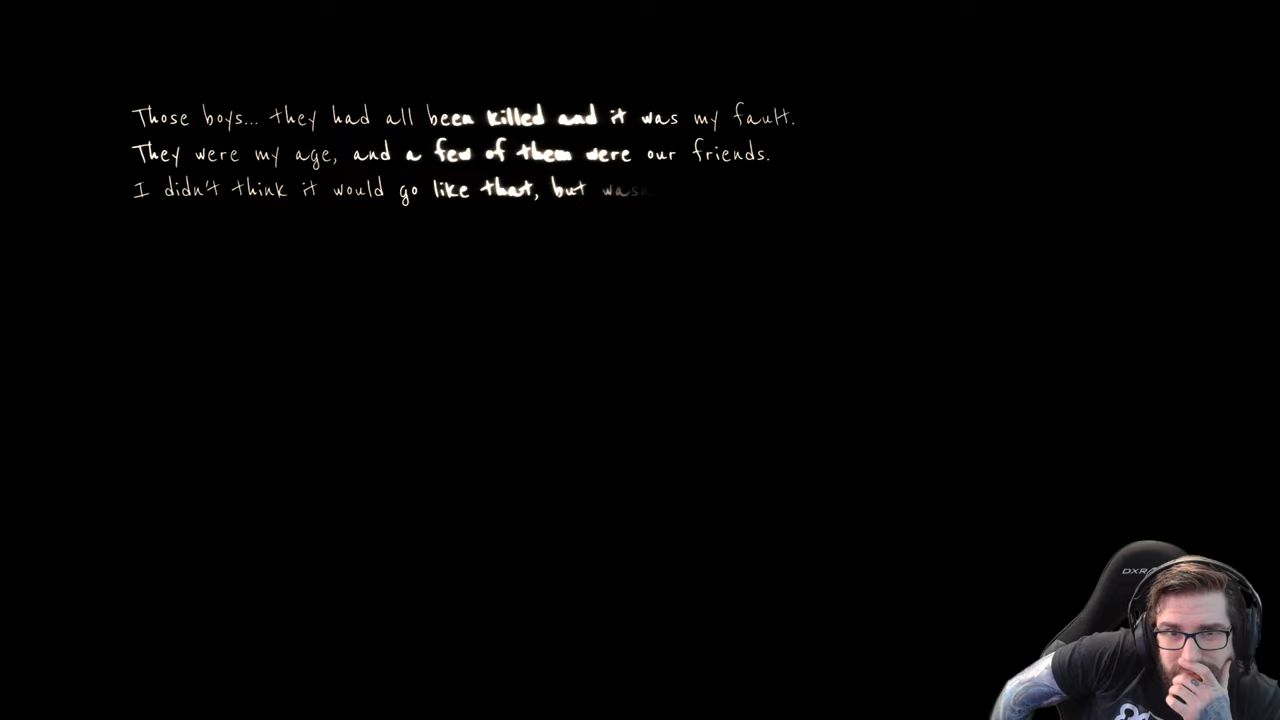 Those boys... they had all been killed and it was my fault.
They were my age, and a few of them were our friends.
I didn't think it would go like that, but